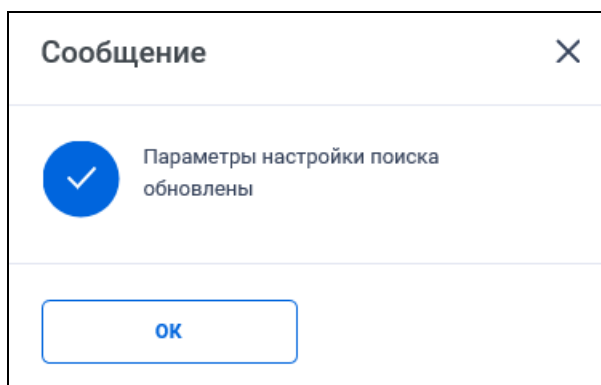 Сообщение
Параметры настройки поиска
обновлены
ОК